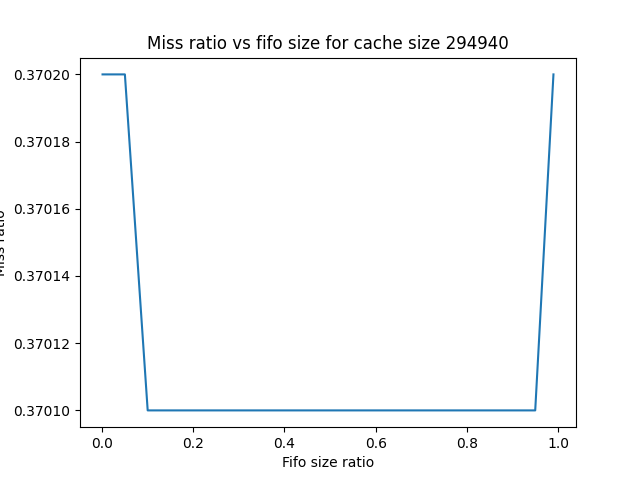 Miss ratio vs fifo size for cache size 294940
0.37020
0.37018
0.37016
0.37014
0.37012
0.37010
Miss ratio
0.0 0.2 0.4 0.6 0.8 1.0
Fifo size ratio